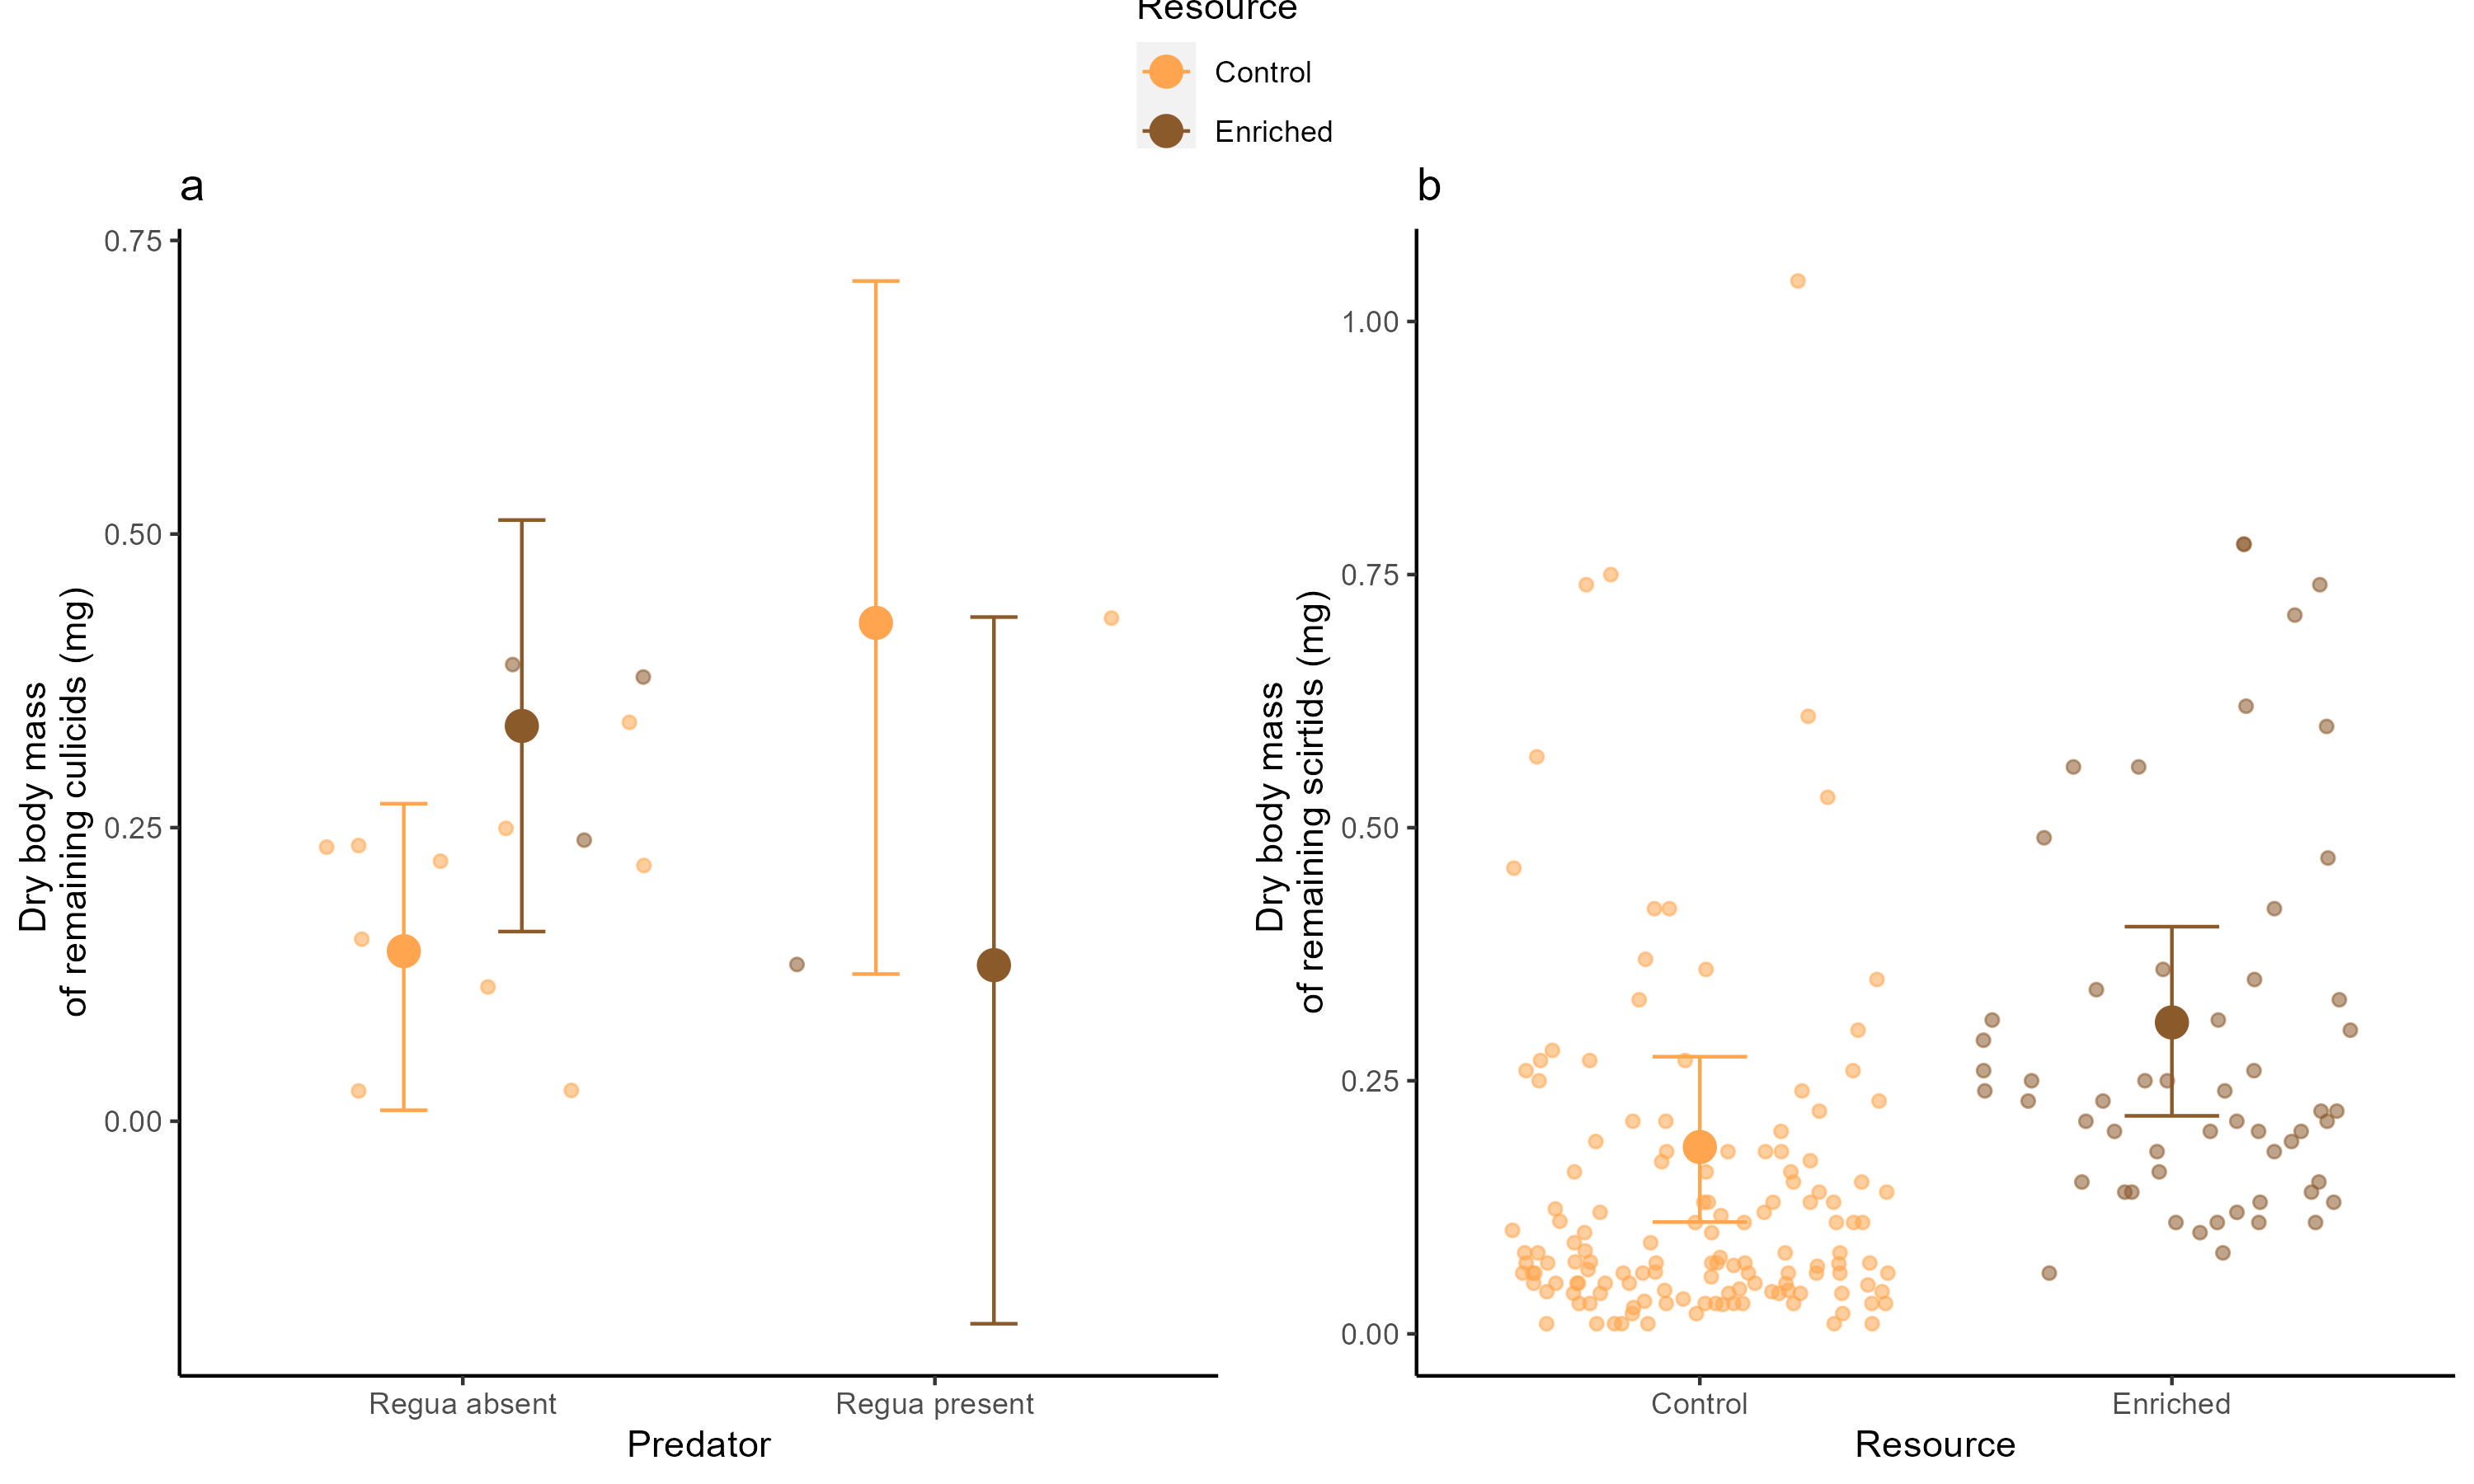 Resource
Control
Enriched
a
0.75
0.50
0.25
0.00
Dry body mass
of remaining culicids (mg)
Regua absent
Regua present
Predator
b
1.00
0.75
0.50
0.25
0.00
Dry body mass
of remaining scirtids (mg)
Control
Enriched
Resource